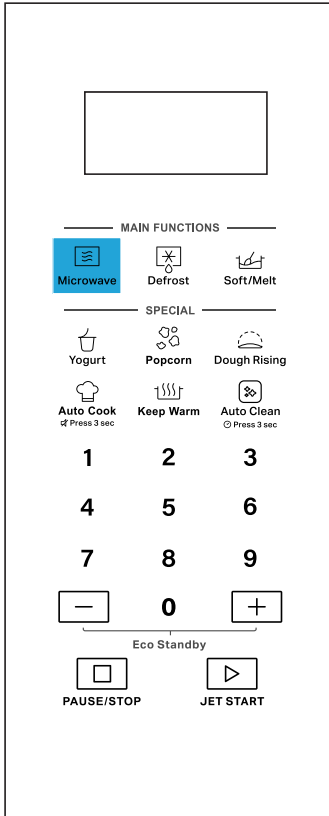 MAIN FUNCTIONS
Microwave Defrost Soft/Melt
SPECIAL
Yogurt Popcorn Dough Rising
Auto Cook Keep Warm Auto Clean
Press 3 sec Press 3 sec
1 2 3
4 5 6
7 8 9
− 0 +
Eco Standby
PAUSE/STOP JET START